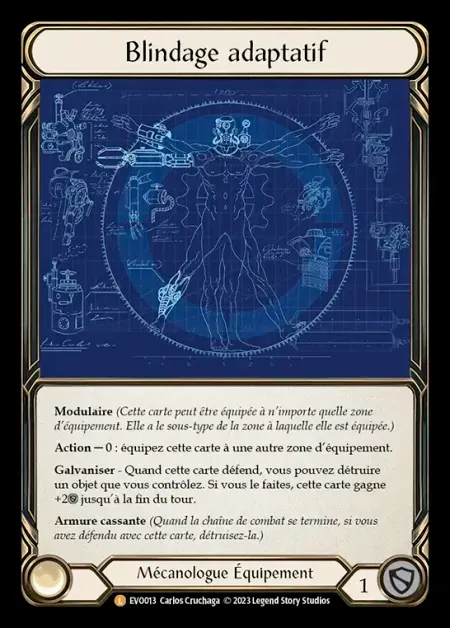 Blindage adaptatif
Modulaire (Cette carte peut être équipée à n'importe quelle zone
d'équipement. Elle a le sous-type de la zone à laquelle elle est équipée.)
Action — 0 : équipez cette carte à une autre zone d'équipement.
Galvaniser - Quand cette carte défend, vous pouvez détruire
un objet que vous contrôlez. Si vous le faites, cette carte gagne
+2 jusqu'à la fin du tour.
Armure cassante (Quand la chaîne de combat se termine, si vous
avez défendu avec cette carte, détruisez-la.)
Mécanologue Équipement
1
L EVO013 Carlos Cruchaga © 2023 Legend Story Studios